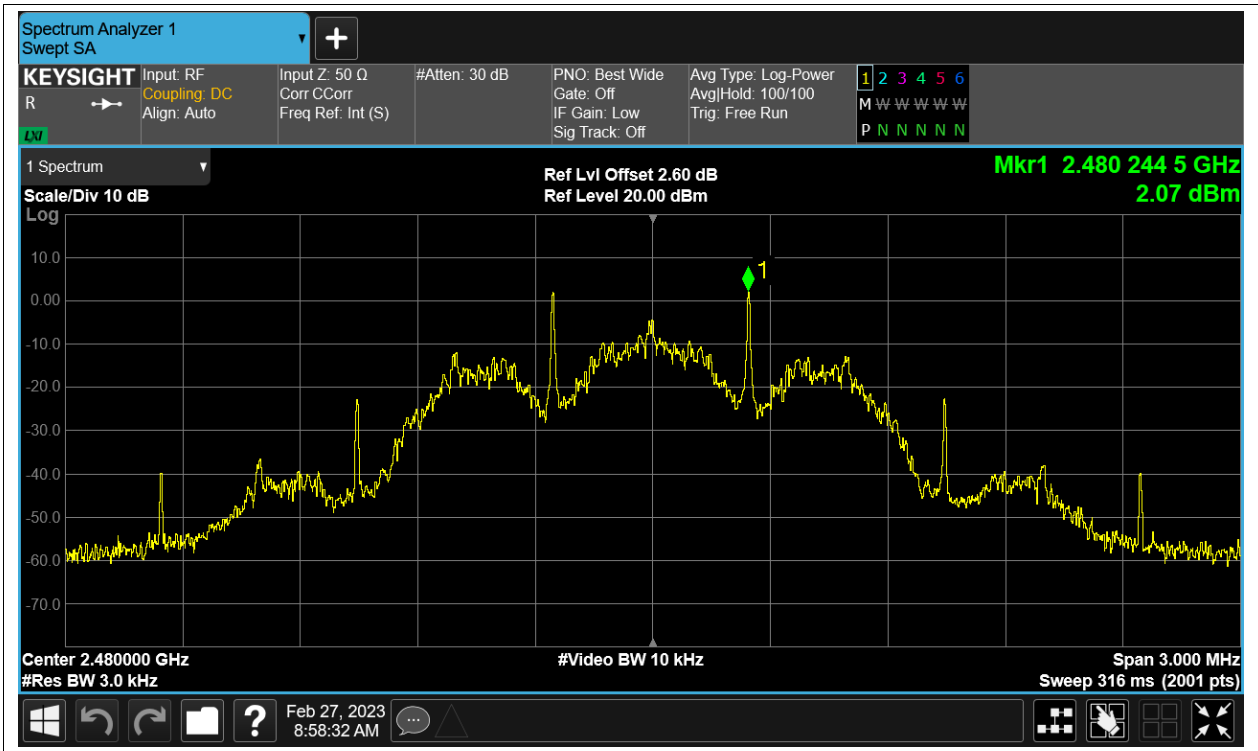 Spectrum Analyzer 1
Swept SA
KEYSIGHT
R
LXI
Input: RF
Coupling: DC
Align: Auto
Input Z: 50 Ω
Corr CCorr
Freq Ref: Int (S)
#Atten: 30 dB
PNO: Best Wide
Gate: Off
IF Gain: Low
Sig Track: Off
Avg Type: Log-Power
Avg|Hold: 100/100
Trig: Free Run
1 2 3 4 5 6
M W W W W W
P N N N N N
1 Spectrum
Scale/Div 10 dB
Log
Ref Lvl Offset 2.60 dB
Ref Level 20.00 dBm
Mkr1 2.480 244 5 GHz
2.07 dBm
1
10.0
0.00
-10.0
-20.0
-30.0
-40.0
-50.0
-60.0
-70.0
Center 2.480000 GHz
#Res BW 3.0 kHz
#Video BW 10 kHz
Span 3.000 MHz
Sweep 316 ms (2001 pts)
?
Feb 27, 2023
8:58:32 AM